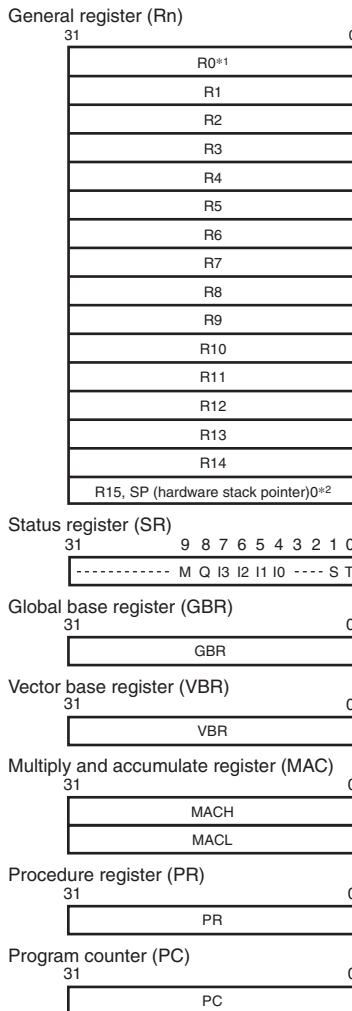 General register (Rn)
31 0
R0*1
R1
R2
R3
R4
R5
R6
R7
R8
R9
R10
R11
R12
R13
R14
R15, SP (hardware stack pointer)0*2
Status register (SR)
31 9 8 7 6 5 4 3 2 1 0
------------ M Q I3 I2 I1 I0 ---- S T
Global base register (GBR)
31 0
GBR
Vector base register (VBR)
31 0
VBR
Multiply and accumulate register (MAC)
31 0
MACH
MACL
Procedure register (PR)
31 0
PR
Program counter (PC)
31 0
PC